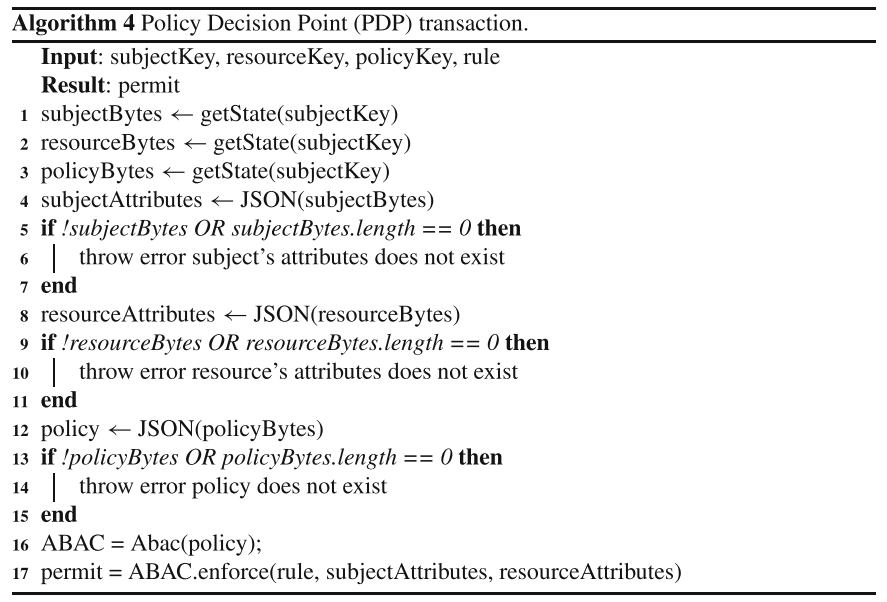 Algorithm 4 Policy Decision Point (PDP) transaction.
Input: subjectKey, resourceKey, policyKey, rule
Result: permit
1 subjectBytes ← getState(subjectKey)
2 resourceBytes ← getState(subjectKey)
3 policyBytes ← getState(subjectKey)
4 subjectAttributes ← JSON(subjectBytes)
5 if !subjectBytes OR subjectBytes.length == 0 then
6 throw error subject's attributes does not exist
7 end
8 resourceAttributes ← JSON(resourceBytes)
9 if !resourceBytes OR resourceBytes.length == 0 then
10 throw error resource's attributes does not exist
11 end
12 policy ← JSON(policyBytes)
13 if !policyBytes OR policyBytes.length == 0 then
14 throw error policy does not exist
15 end
16 ABAC = Abac(policy);
17 permit = ABAC.enforce(rule, subjectAttributes, resourceAttributes)